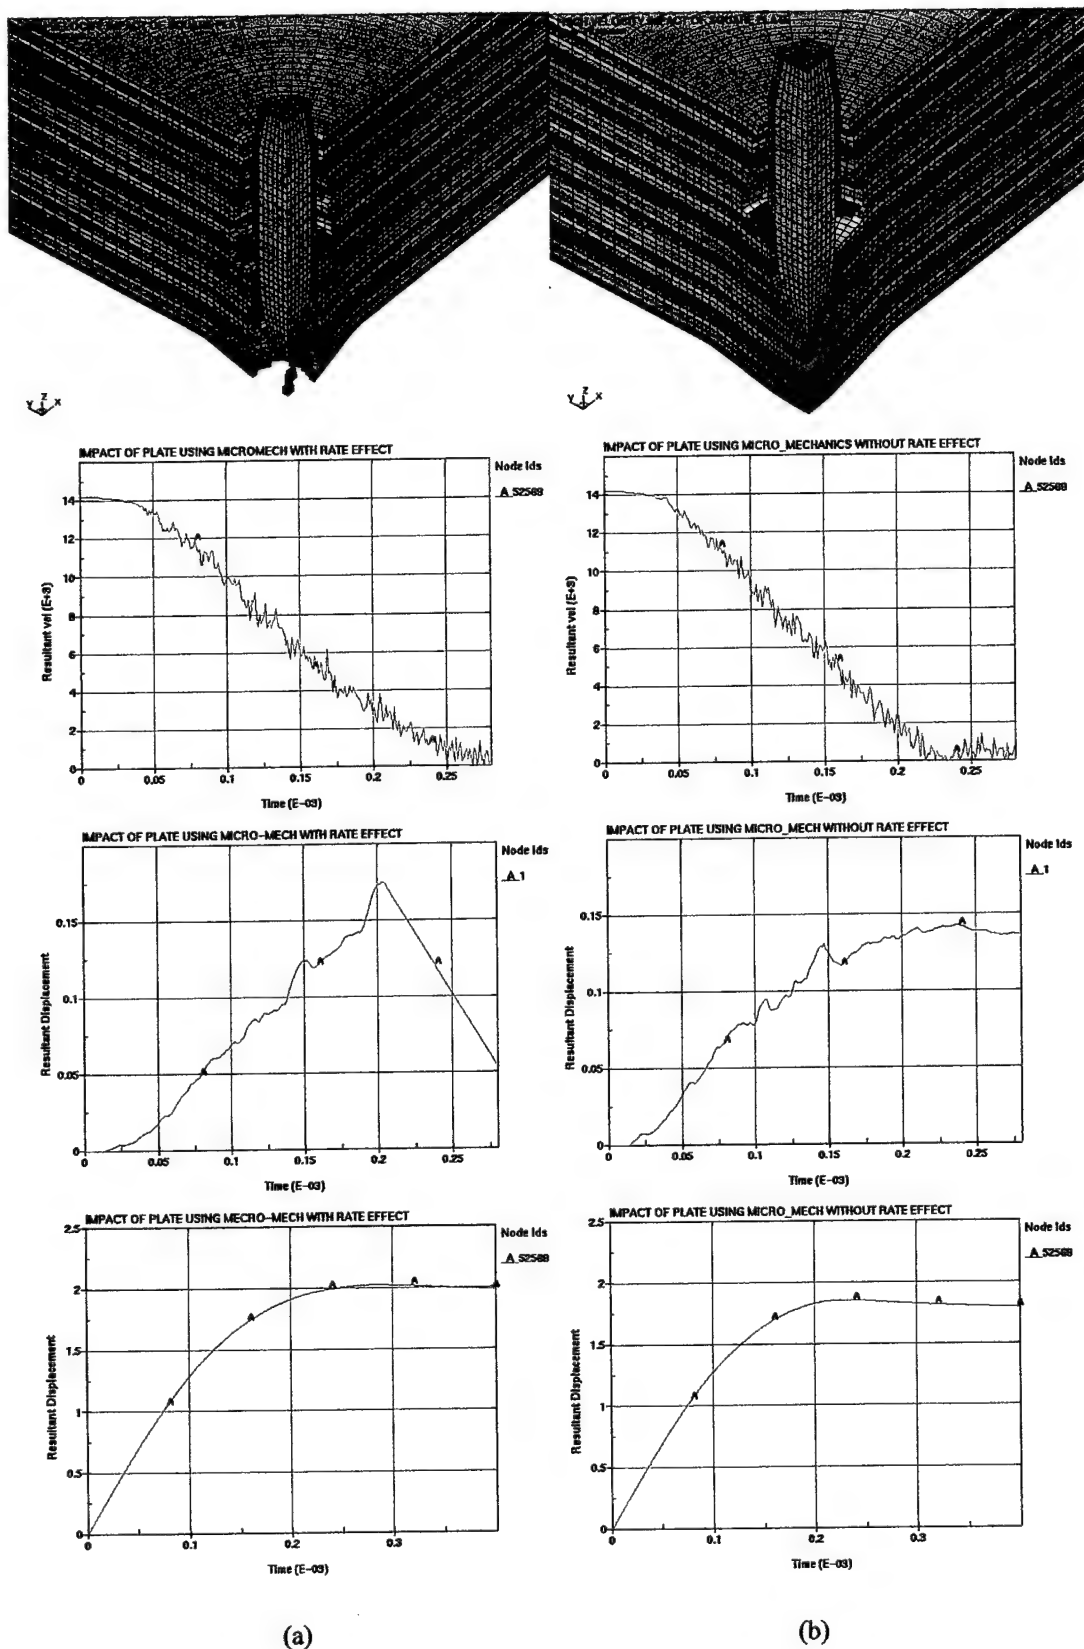 Y Z X
Y Z X
IMPACT OF PLATE USING MICROMECH WITH RATE EFFECT
Node Ids
A 52568
Resultant vel (E+3)
14
12
10
8
6
4
2
0
A
A
A
0 0.05 0.1 0.15 0.2 0.25
Time (E-03)
IMPACT OF PLATE USING MICRO_MECHANICS WITHOUT RATE EFFECT
Node Ids
A 52568
Resultant vel (E+3)
14
12
10
8
6
4
2
0
A
A
A
0 0.05 0.1 0.15 0.2 0.25
Time (E-03)
IMPACT OF PLATE USING MICRO-MECH WITH RATE EFFECT
Node Ids
A 1
Resultant Displacement
0.15
0.1
0.05
0
A
A
A
0 0.05 0.1 0.15 0.2 0.25
Time (E-03)
IMPACT OF PLATE USING MICRO_MECH WITHOUT RATE EFFECT
Node Ids
A 1
Resultant Displacement
0.15
0.1
0.05
0
A
A
A
0 0.05 0.1 0.15 0.2 0.25
Time (E-03)
IMPACT OF PLATE USING MECRO-MECH WITH RATE EFFECT
Node Ids
A 52568
Resultant Displacement
2.5
2
1.5
1
0.5
0
A
A
A
A
A
0 0.1 0.2 0.3
Time (E-03)
IMPACT OF PLATE USING MICRO_MECH WITHOUT RATE EFFECT
Node Ids
A 52568
Resultant Displacement
2.5
2
1.5
1
0.5
0
A
A
A
A
A
0 0.1 0.2 0.3
Time (E-03)
(a)
(b)